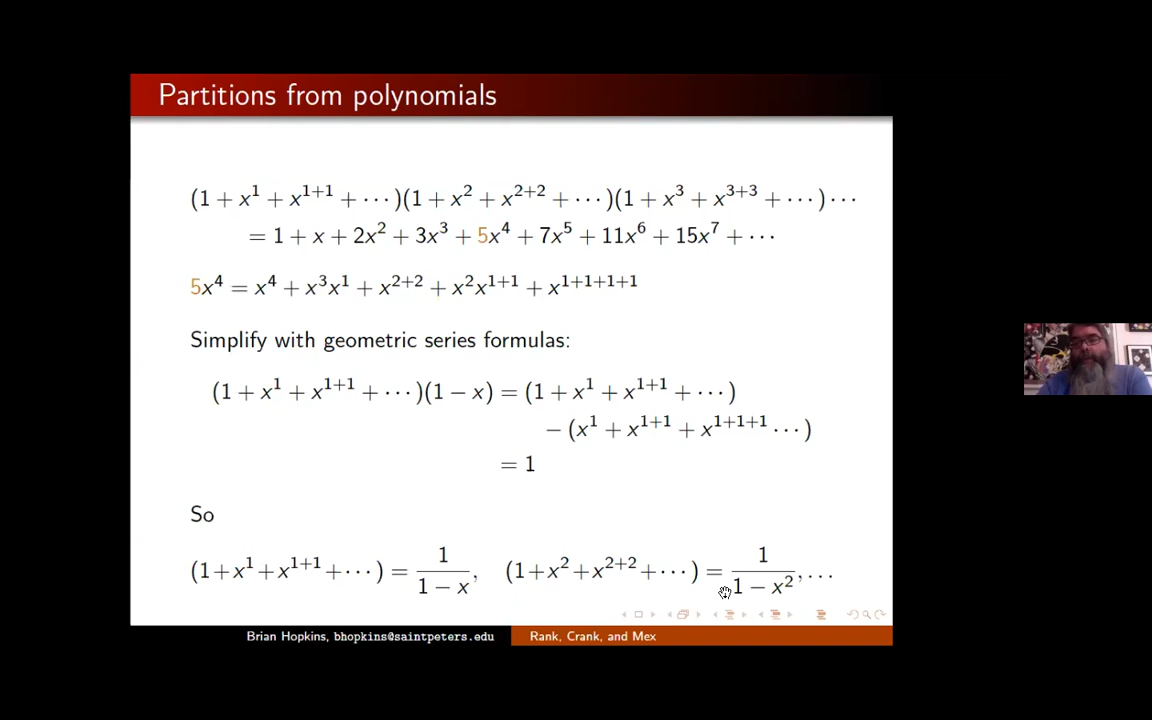 Partitions from polynomials
(1 + x^1 + x^{1+1} + ⋯)(1 + x^2 + x^{2+2} + ⋯)(1 + x^3 + x^{3+3} + ⋯)⋯
= 1 + x + 2x^2 + 3x^3 + 5x^4 + 7x^5 + 11x^6 + 15x^7 + ⋯
5x^4 = x^4 + x^3x^1 + x^{2+2} + x^2x^{1+1} + x^{1+1+1+1}
Simplify with geometric series formulas:
(1 + x^1 + x^{1+1} + ⋯)(1 − x) = (1 + x^1 + x^{1+1} + ⋯)
− (x^1 + x^{1+1} + x^{1+1+1} ⋯)
= 1
So
(1+x^1+x^{1+1}+⋯) = \frac{1}{1 − x}, (1+x^2+x^{2+2}+⋯) = \frac{1}{1 − x^2}, …
Brian Hopkins, bhopkins@saintpeters.edu Rank, Crank, and Mex